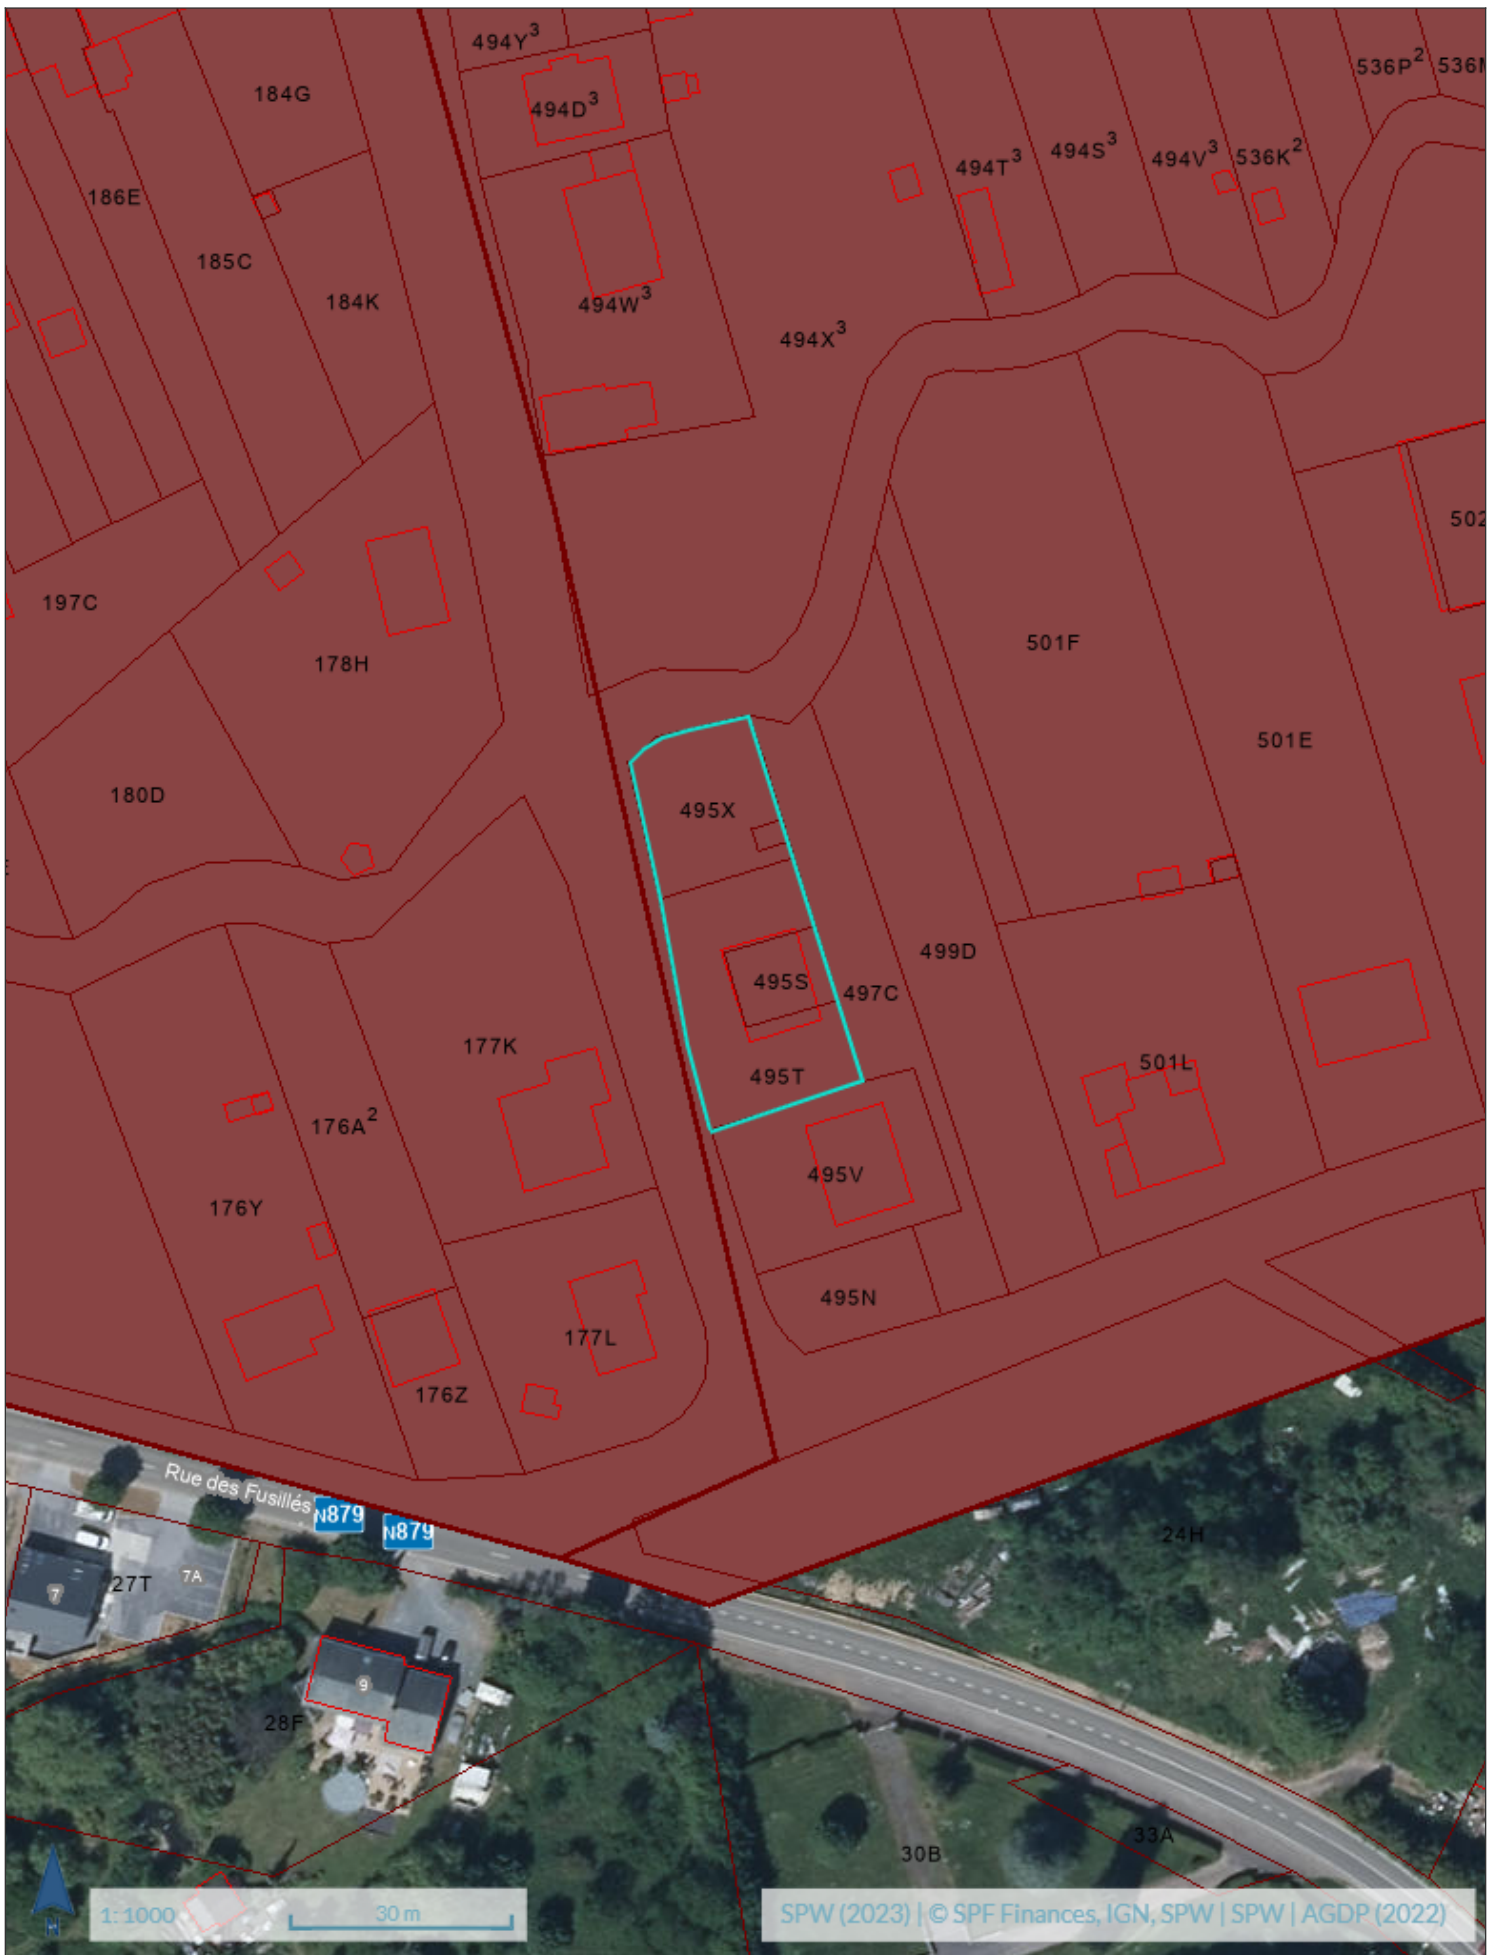 494Y³
536P²
184G
494D³
494S³
494V³
536K²
494T³
186E
185C
184K
494W³
494X³
197C
501F
178H
501E
180D
495X
499D
495S
497C
177K
501L
495T
176A²
495V
176Y
495N
177L
176Z
Rue des Fusillés
N879
N879
24H
7
27T
7A
9
28F
33A
30B
N
1: 1000
30 m
SPW (2023) | © SPF Finances, IGN, SPW | SPW | AGDP (2022)